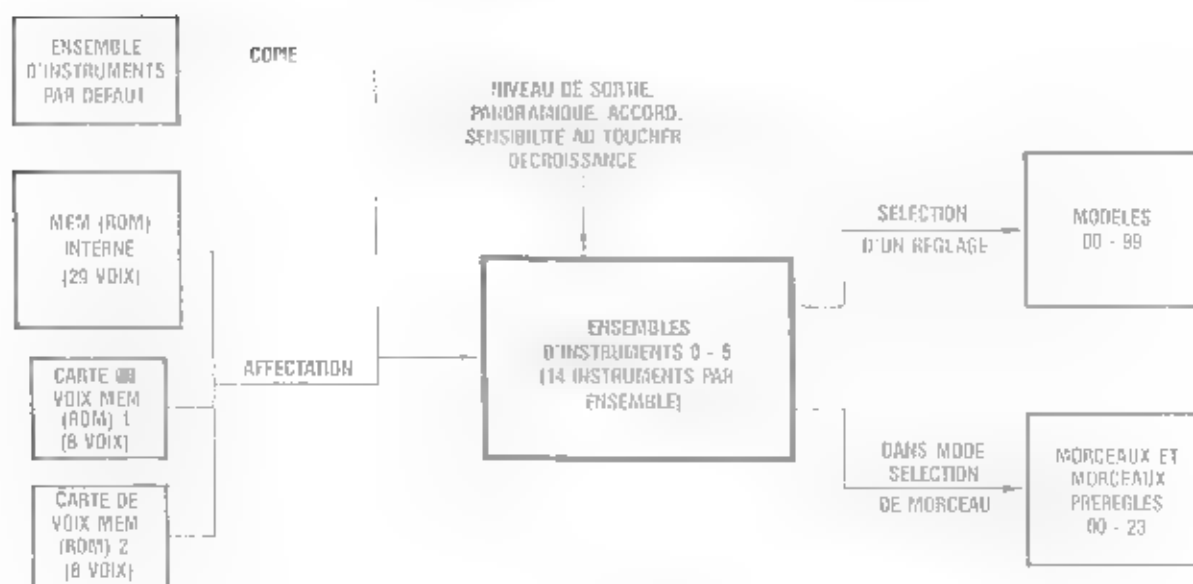 ENSEMBLE
D'INSTRUMENTS
PAR DEFAUT
COPIE
NIVEAU DE SORTIE,
PANORAMIQUE, ACCORD,
SENSIBILITE AU TOUCHER
DECROISSANCE
MEM (ROM)
INTERNE
(29 VOIX)
SELECTION
D'UN REGLAGE
MODELES
00 - 99
ENSEMBLES
D'INSTRUMENTS 0 - 5
(14 INSTRUMENTS PAR
ENSEMBLE)
AFFECTATION
CARTE
VOIX MEM
(ROM) 1
(8 VOIX)
DANS MODE
SELECTION
DE MORCEAU
MORCEAUX ET
MORCEAUX
PREREGLES
00 - 23
CARTE DE
VOIX MEM
(ROM) 2
(8 VOIX)